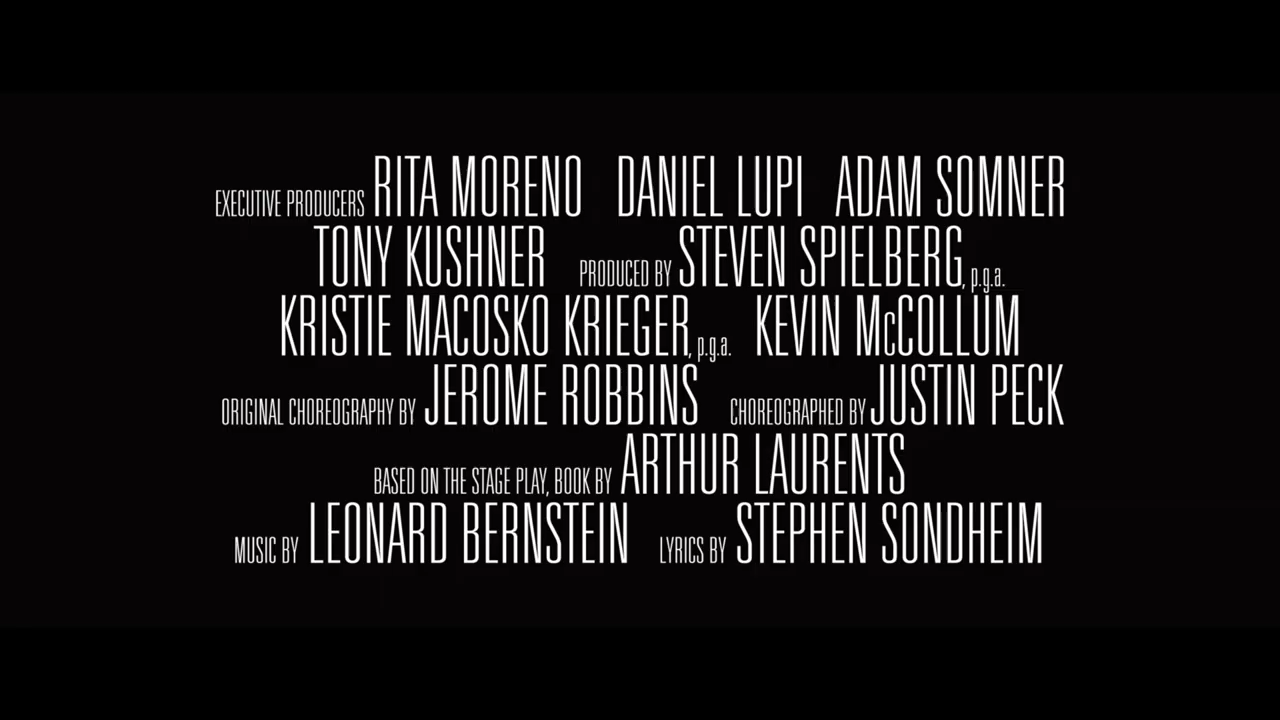 EXECUTIVE PRODUCERS RITA MORENO DANIEL LUPI ADAM SOMNER
TONY KUSHNER PRODUCED BY STEVEN SPIELBERG, p.g.a.
KRISTIE MACOSKO KRIEGER, p.g.a. KEVIN McCOLLUM
ORIGINAL CHOREOGRAPHY BY JEROME ROBBINS CHOREOGRAPHED BY JUSTIN PECK
BASED ON THE STAGE PLAY, BOOK BY ARTHUR LAURENTS
MUSIC BY LEONARD BERNSTEIN LYRICS BY STEPHEN SONDHEIM